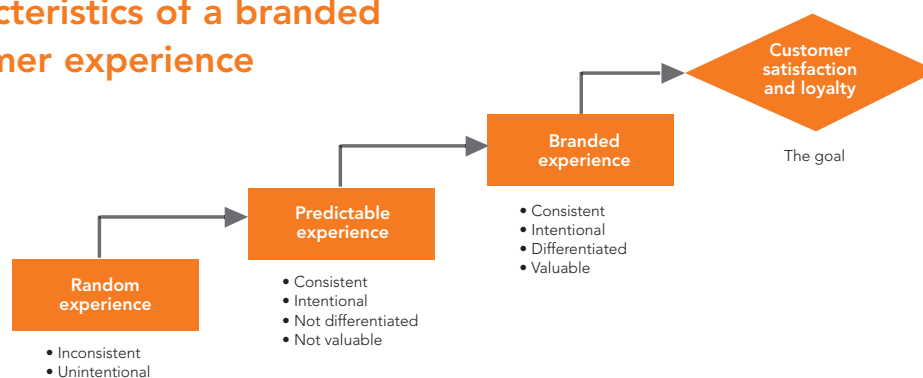 cteristics of a branded
mer experience
Customer
satisfaction
and loyalty
The goal
Branded
experience
• Consistent
• Intentional
• Differentiated
• Valuable
Predictable
experience
• Consistent
• Intentional
• Not differentiated
• Not valuable
Random
experience
• Inconsistent
• Unintentional